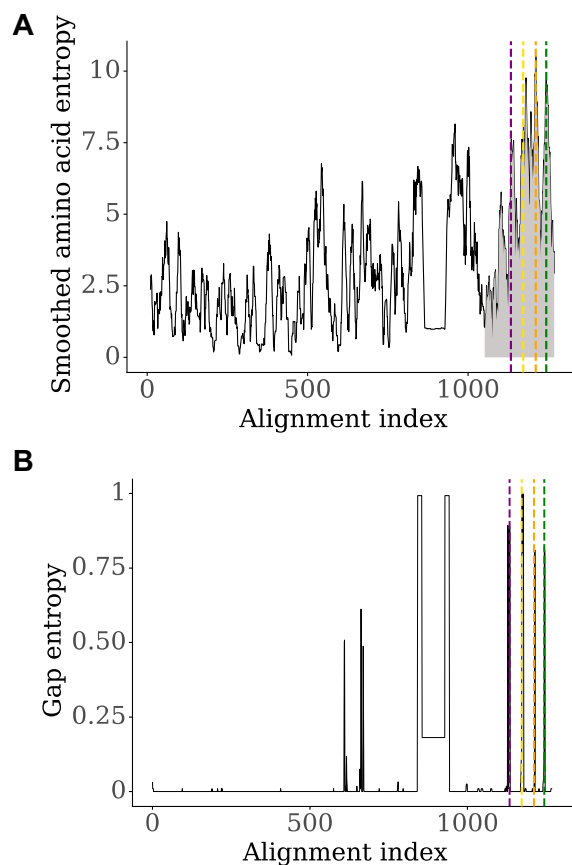 A
Smoothed amino acid entropy
10
7.5
5
2.5
0
0 500 1000
Alignment index
B
Gap entropy
1
0.75
0.50
0.25
0
0 500 1000
Alignment index